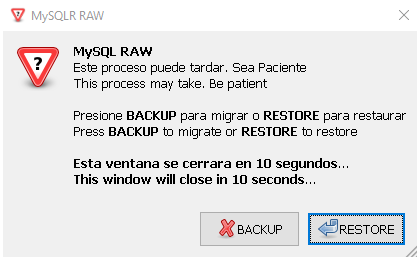 MySQLR RAW
MySQL RAW
Este proceso puede tardar. Sea Paciente
This process may take. Be patient
Presione BACKUP para migrar o RESTORE para restaurar
Press BACKUP to migrate or RESTORE to restore
Esta ventana se cerrara en 10 segundos...
This window will close in 10 seconds...
BACKUP
RESTORE